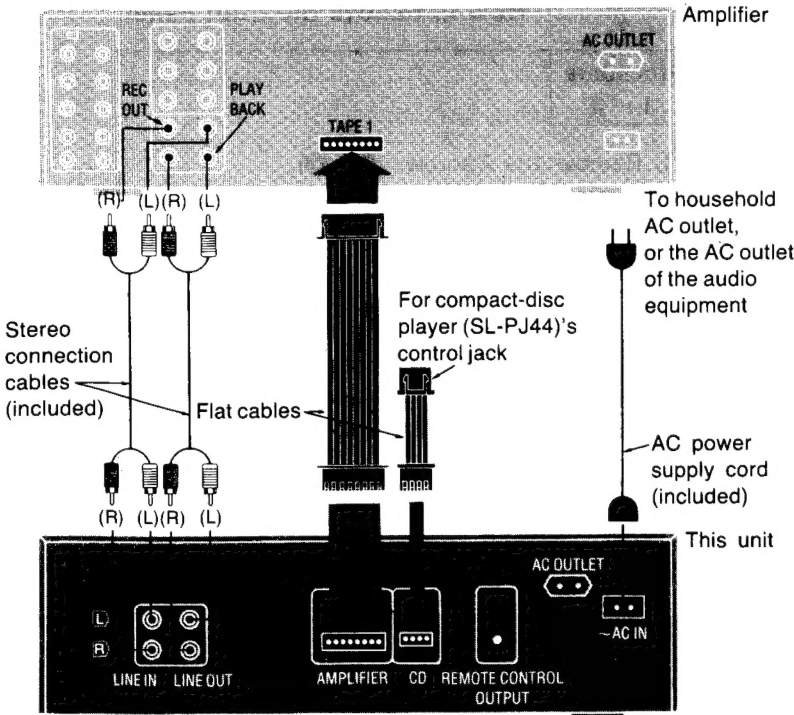 Amplifier
AC OUTLET
REC
OUT
PLAY
BACK
TAPE 1
(R) (L) (R) (L)
To household
AC outlet,
or the AC outlet
of the audio
equipment
For compact-disc
player (SL-PJ44)'s
control jack
Stereo
connection
cables
(included)
Flat cables
AC power
supply cord
(included)
(R) (L) (R) (L)
This unit
AC OUTLET
L
R
~AC IN
LINE IN LINE OUT AMPLIFIER CD REMOTE CONTROL
OUTPUT